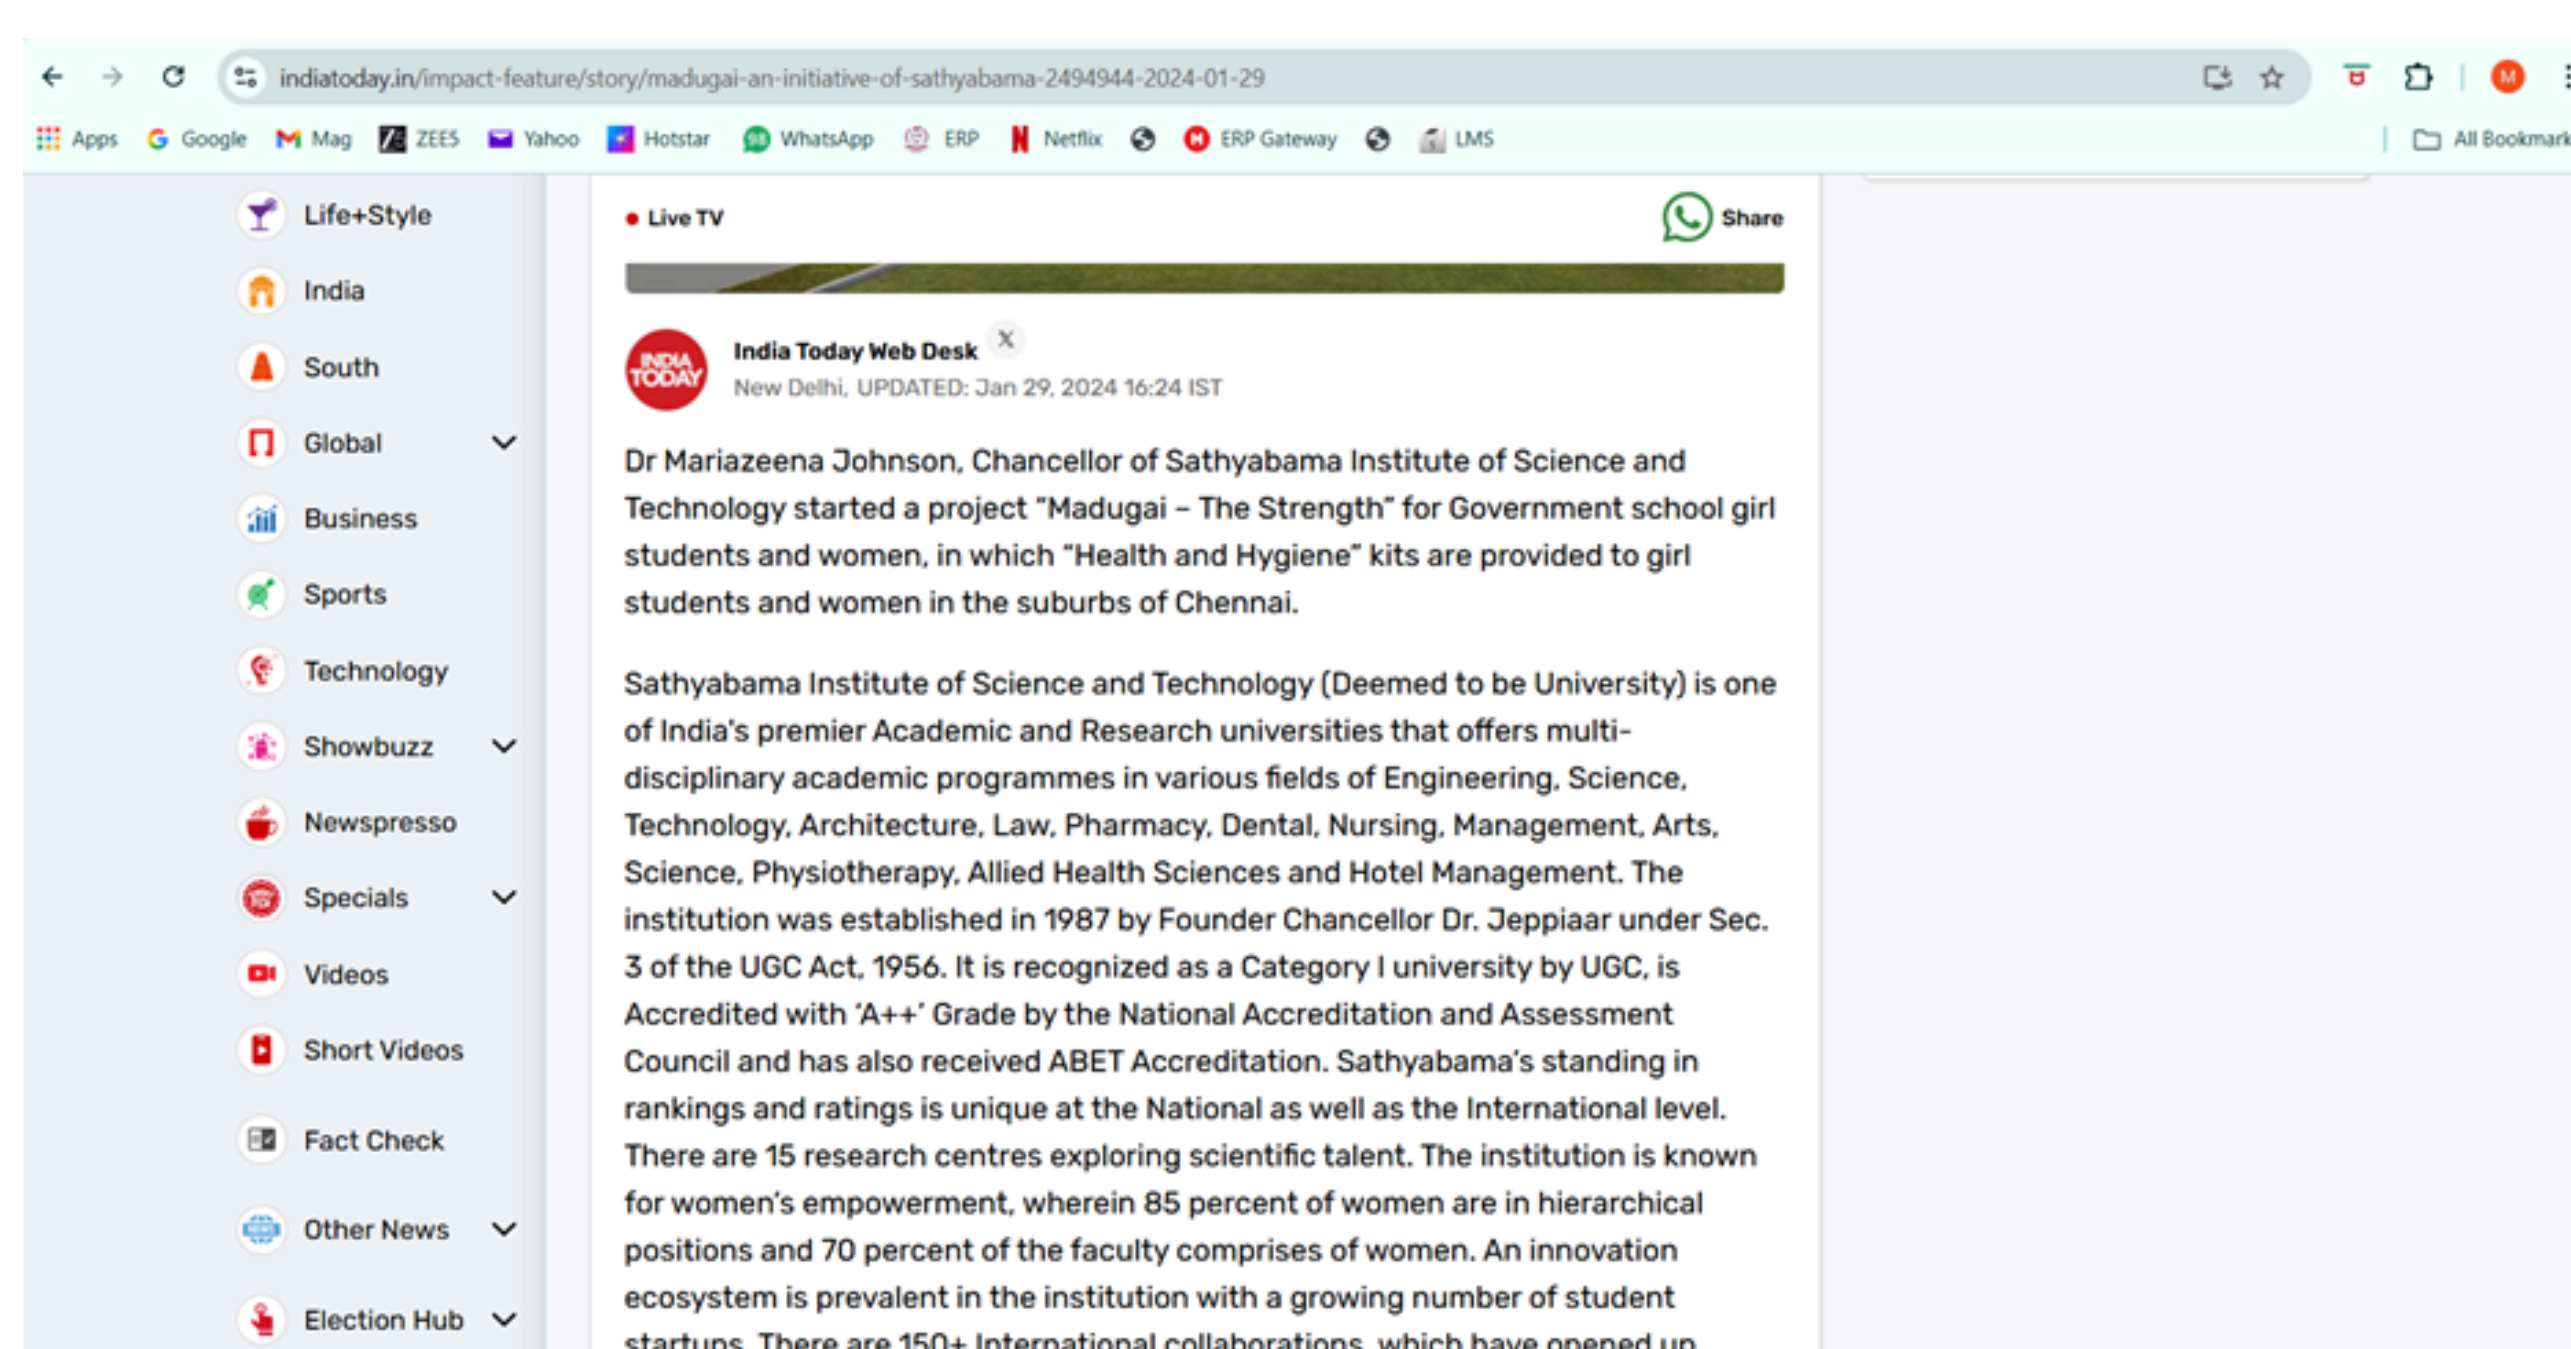 indiatoday.in/impact-feature/story/madugai-an-initiative-of-sathyabama-2494944-2024-01-29
M
Apps
Google
Mag
ZEE5
Yahoo
Hotstar
WhatsApp
ERP
Netflix
ERP Gateway
LMS
All Bookmark
Life+Style
India
South
Global
Business
Sports
Technology
Showbuzz
Newspresso
Specials
Videos
Short Videos
Fact Check
Other News
Election Hub
Live TV
Share
INDIA
TODAY
India Today Web Desk X
New Delhi, UPDATED: Jan 29, 2024 16:24 IST
Dr Mariazeena Johnson, Chancellor of Sathyabama Institute of Science and
Technology started a project “Madugai – The Strength” for Government school girl
students and women, in which “Health and Hygiene” kits are provided to girl
students and women in the suburbs of Chennai.
Sathyabama Institute of Science and Technology (Deemed to be University) is one
of India’s premier Academic and Research universities that offers multi-
disciplinary academic programmes in various fields of Engineering, Science,
Technology, Architecture, Law, Pharmacy, Dental, Nursing, Management, Arts,
Science, Physiotherapy, Allied Health Sciences and Hotel Management. The
institution was established in 1987 by Founder Chancellor Dr. Jeppiaar under Sec.
3 of the UGC Act, 1956. It is recognized as a Category I university by UGC, is
Accredited with ‘A++’ Grade by the National Accreditation and Assessment
Council and has also received ABET Accreditation. Sathyabama’s standing in
rankings and ratings is unique at the National as well as the International level.
There are 15 research centres exploring scientific talent. The institution is known
for women’s empowerment, wherein 85 percent of women are in hierarchical
positions and 70 percent of the faculty comprises of women. An innovation
ecosystem is prevalent in the institution with a growing number of student
startups. There are 150+ International collaborations, which have opened up